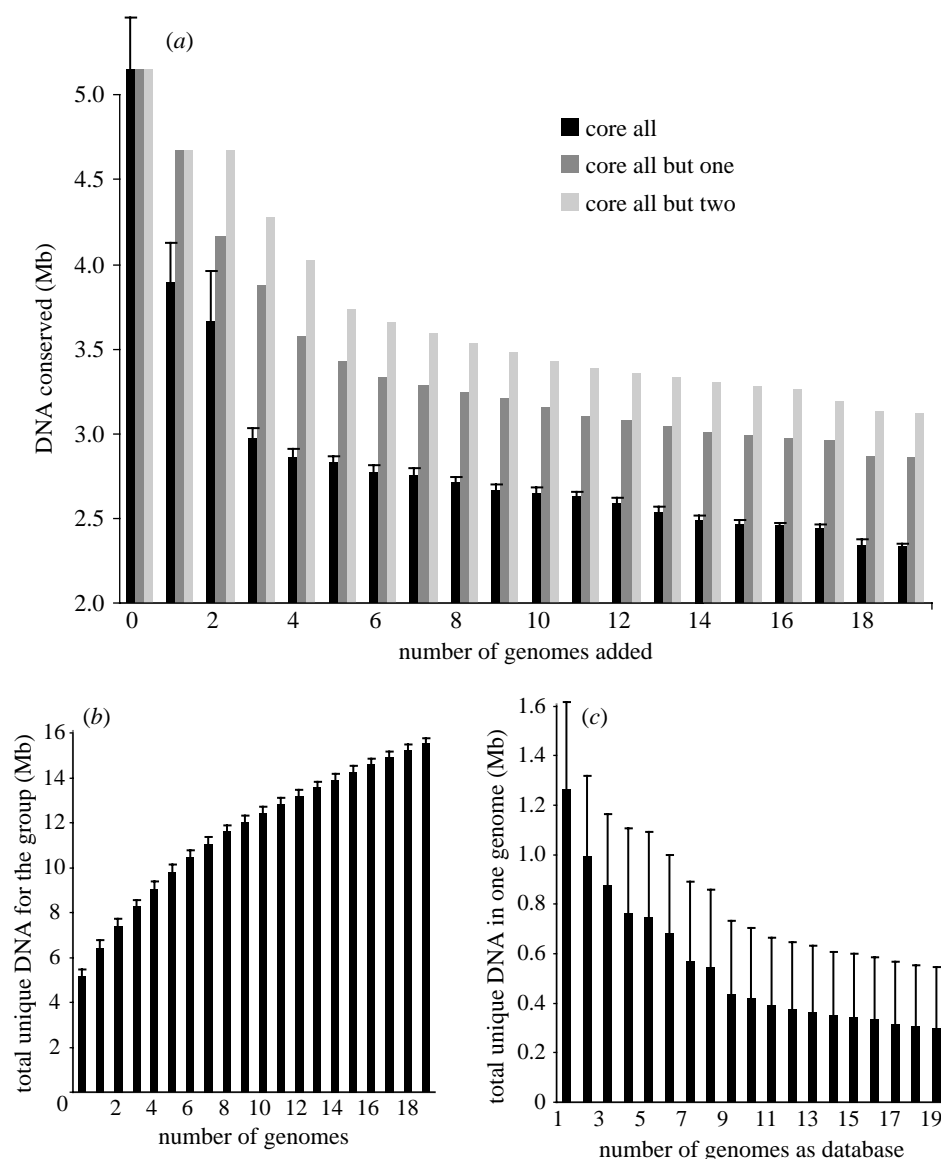 (a)
5.0
4.5
4.0
3.5
3.0
2.5
2.0
DNA conserved (Mb)
core all
core all but one
core all but two
0 2 4 6 8 10 12 14 16 18
number of genomes added
(b)
16
14
12
10
8
6
4
2
0
total unique DNA for the group (Mb)
2 4 6 8 10 12 14 16 18
number of genomes
(c)
1.6
1.4
1.2
1.0
0.8
0.6
0.4
0.2
0
total unique DNA in one genome (Mb)
1 3 5 7 9 11 13 15 17 19
number of genomes as database